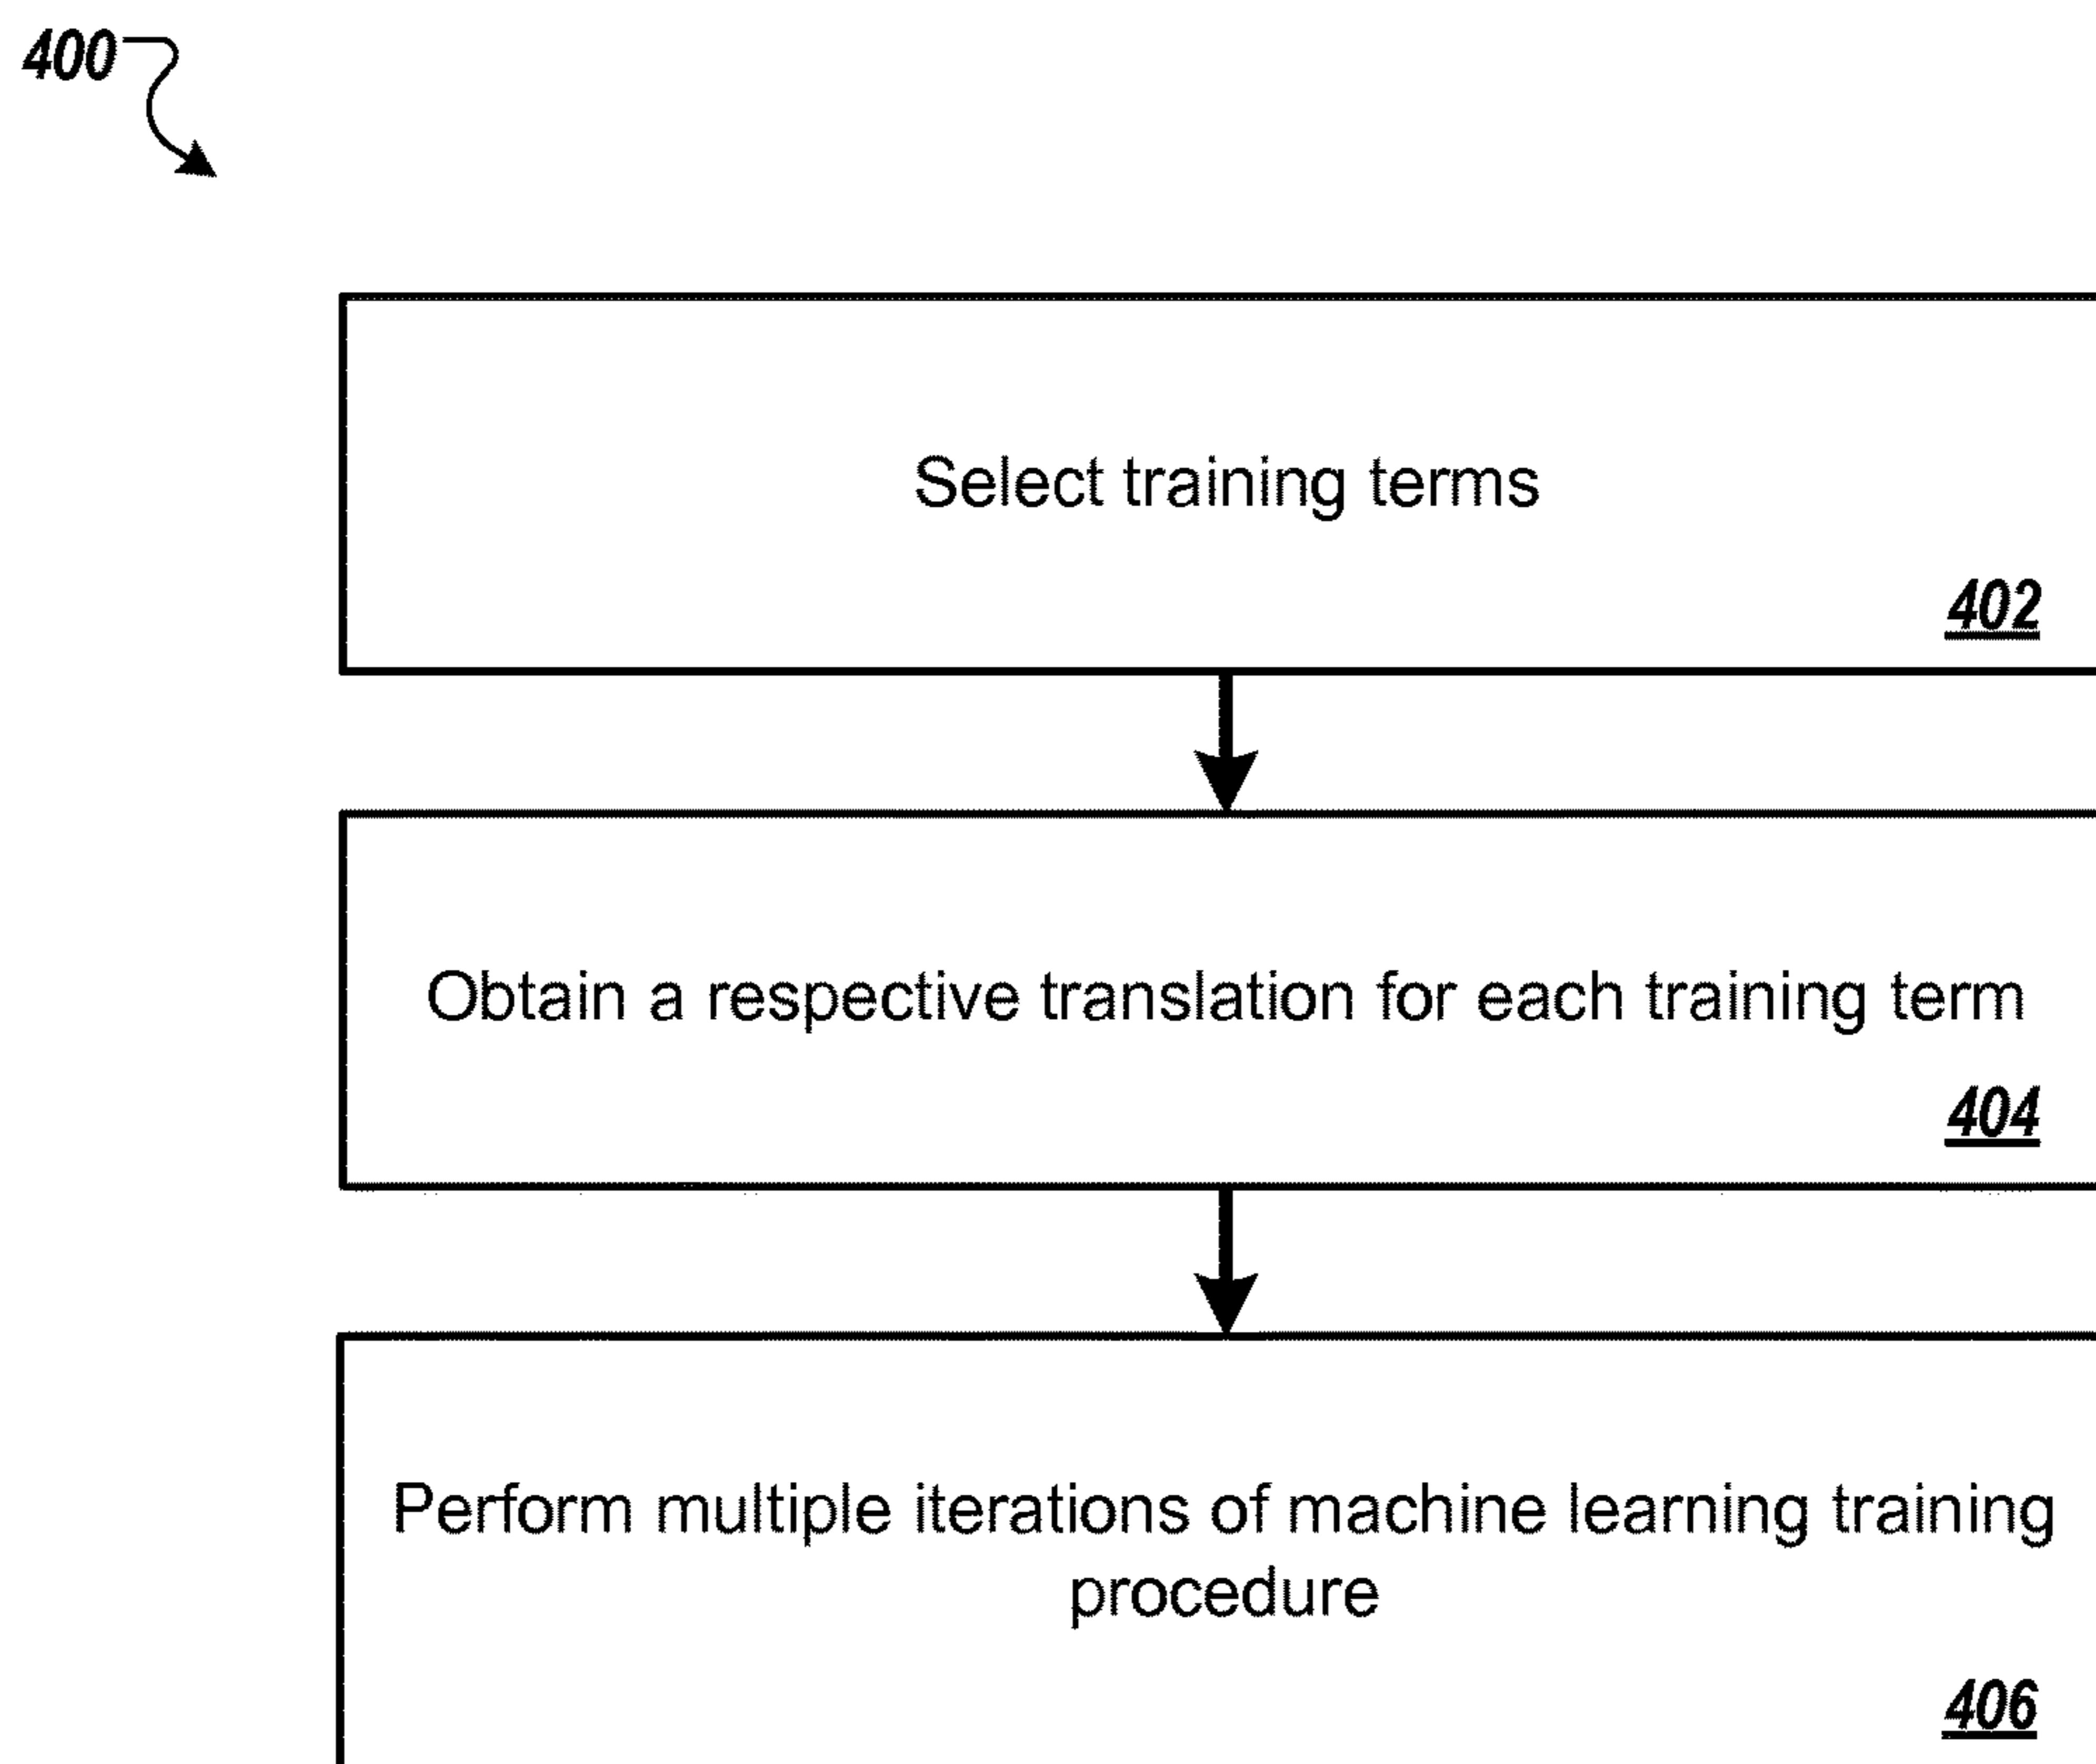 400
Select training terms
402
Obtain a respective translation for each training term
404
Perform multiple iterations of machine learning training
procedure
406